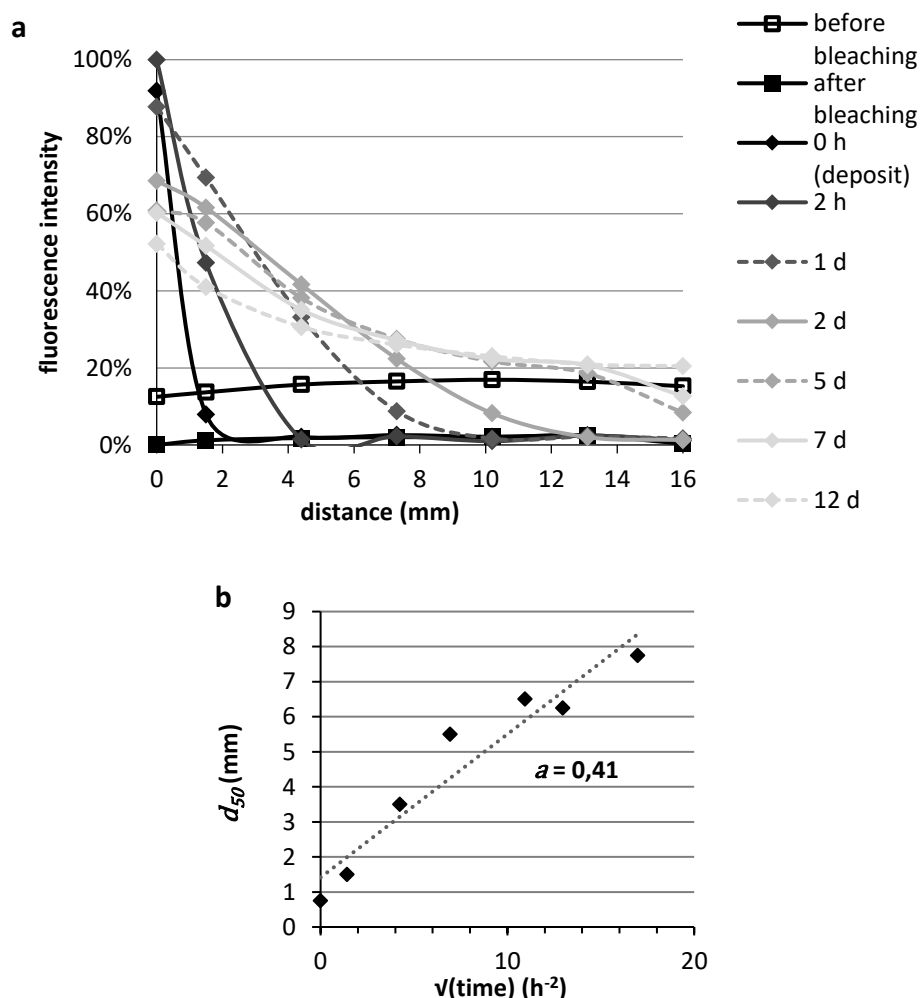 a
100%
80%
60%
40%
20%
0%
fluorescence intensity
0 2 4 6 8 10 12 14 16
distance (mm)
before
bleaching
after
bleaching
0 h
(deposit)
2 h
1 d
2 d
5 d
7 d
12 d
b
9
8
7
6
5
4
3
2
1
0
d50 (mm)
a = 0,41
0 10 20
√(time) (h-2)